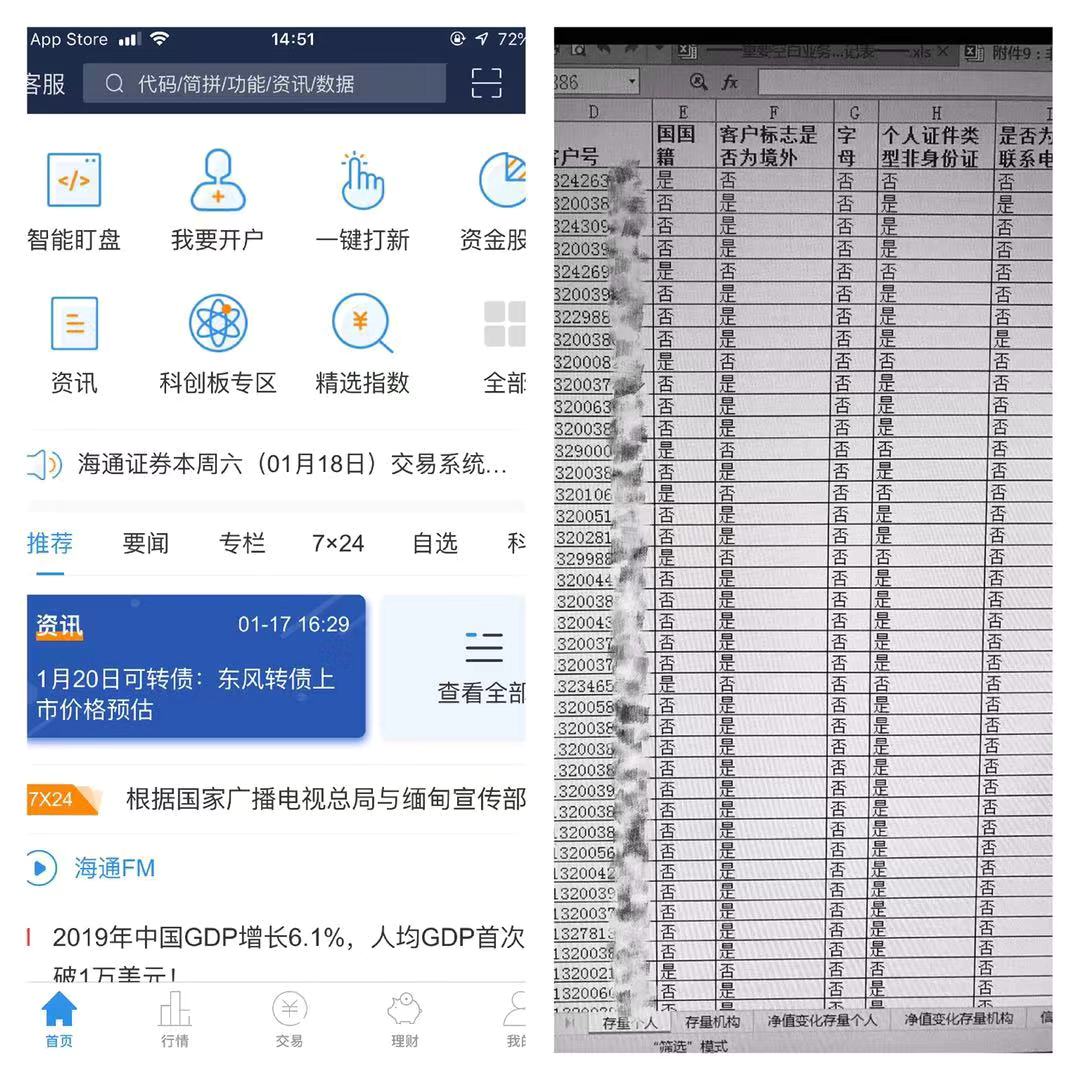 App Store
14:51
72%
客服
代码/简拼/功能/资讯/数据
智能盯盘
我要开户
一键打新
资金股
资讯
科创板专区
精选指数
全部
海通证券本周六（01月18日）交易系统...
推荐
要闻
专栏
7×24
自选
科
资讯
01-17 16:29
1月20日可转债：东风转债上
市价格预估
查看全部
7X24
根据国家广播电视总局与缅甸宣传部
海通FM
2019年中国GDP增长6.1%，人均GDP首次
破1万美元！
首页
行情
交易
理财
我的
重要空白业务...记表
.xls
附件9：
386
fx
D E F G H I
户号
国国
籍
客户标志是
否为境外
字
母
个人证件类
型非身份证
是否为
联系电
324263 是 否 否 否 否
320038 否 是 否 是 是
324309 否 是 否 是 否
320039 否 是 否 是 否
324269 是 否 否 否 否
320039 否 是 否 是 否
322988 否 是 否 是 否
320038 否 是 否 是 是
320008 是 否 否 否 否
320037 否 是 否 是 否
320063 否 是 否 是 否
320038 否 是 否 是 否
329000 是 否 否 否 否
320038 否 是 否 是 否
320106 是 否 否 否 否
320051 否 是 否 是 否
320281 否 是 否 是 否
329988 是 否 否 否 否
320044 否 是 否 是 否
320038 否 是 否 是 否
320043 否 是 否 是 否
320037 否 是 否 是 否
320037 否 是 否 是 否
1323465 是 否 否 否 否
320058 否 是 否 是 否
320038 否 是 否 是 否
320038 否 是 否 是 否
320038 否 是 否 是 否
320039 否 是 否 是 否
320038 否 是 否 是 否
320038 否 是 否 是 否
1320056 否 是 否 是 否
1320042 否 是 否 是 否
1320039 否 是 否 是 否
1320037 否 是 否 是 否
1327813 否 是 否 是 否
1320038 否 是 否 是 否
1320021 是 否 否 否 否
132006 否 是 否 是 否
存量个人
存量机构
净值变化存量个人
净值变化存量机构
“筛选”模式